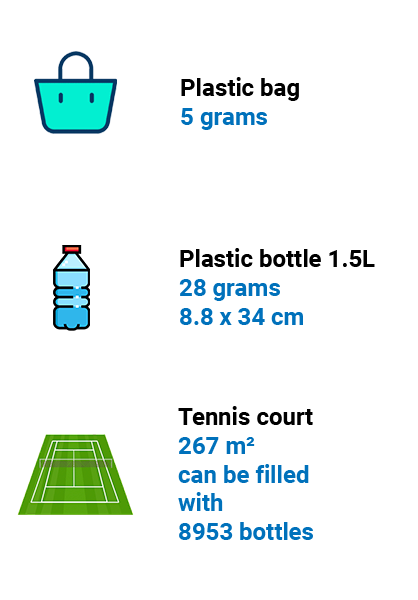 Plastic bag
5 grams
Plastic bottle 1.5L
28 grams
8.8 x 34 cm
Tennis court
267 m²
can be filled
with
8953 bottles